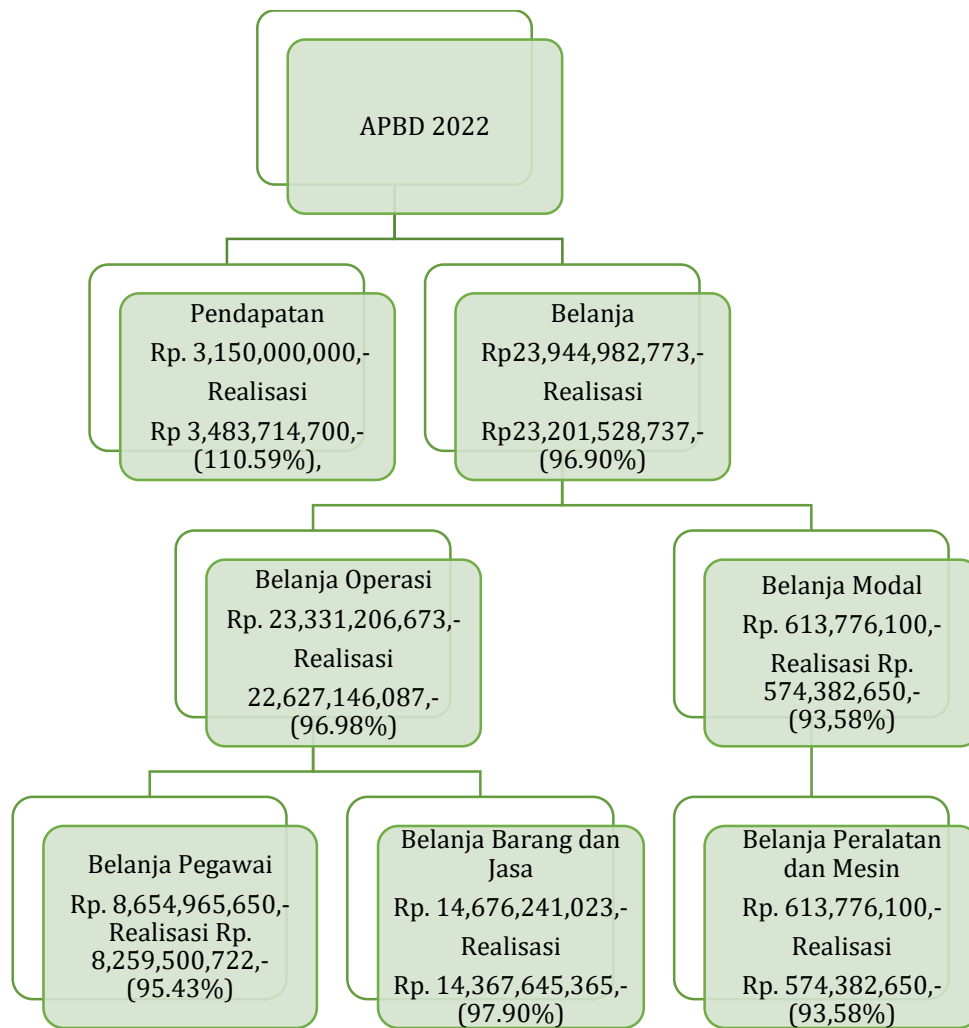 APBD 2022
Pendapatan
Rp. 3,150,000,000,-
Realisasi
Rp 3,483,714,700,-
(110.59%),
Belanja
Rp23,944,982,773,-
Realisasi
Rp23,201,528,737,-
(96.90%)
Belanja Operasi
Rp. 23,331,206,673,-
Realisasi
22,627,146,087,-
(96.98%)
Belanja Modal
Rp. 613,776,100,-
Realisasi Rp.
574,382,650,-
(93,58%)
Belanja Pegawai
Rp. 8,654,965,650,-
Realisasi Rp.
8,259,500,722,-
(95.43%)
Belanja Barang dan
Jasa
Rp. 14,676,241,023,-
Realisasi
Rp. 14,367,645,365,-
(97.90%)
Belanja Peralatan
dan Mesin
Rp. 613,776,100,-
Realisasi
Rp. 574,382,650,-
(93,58%)